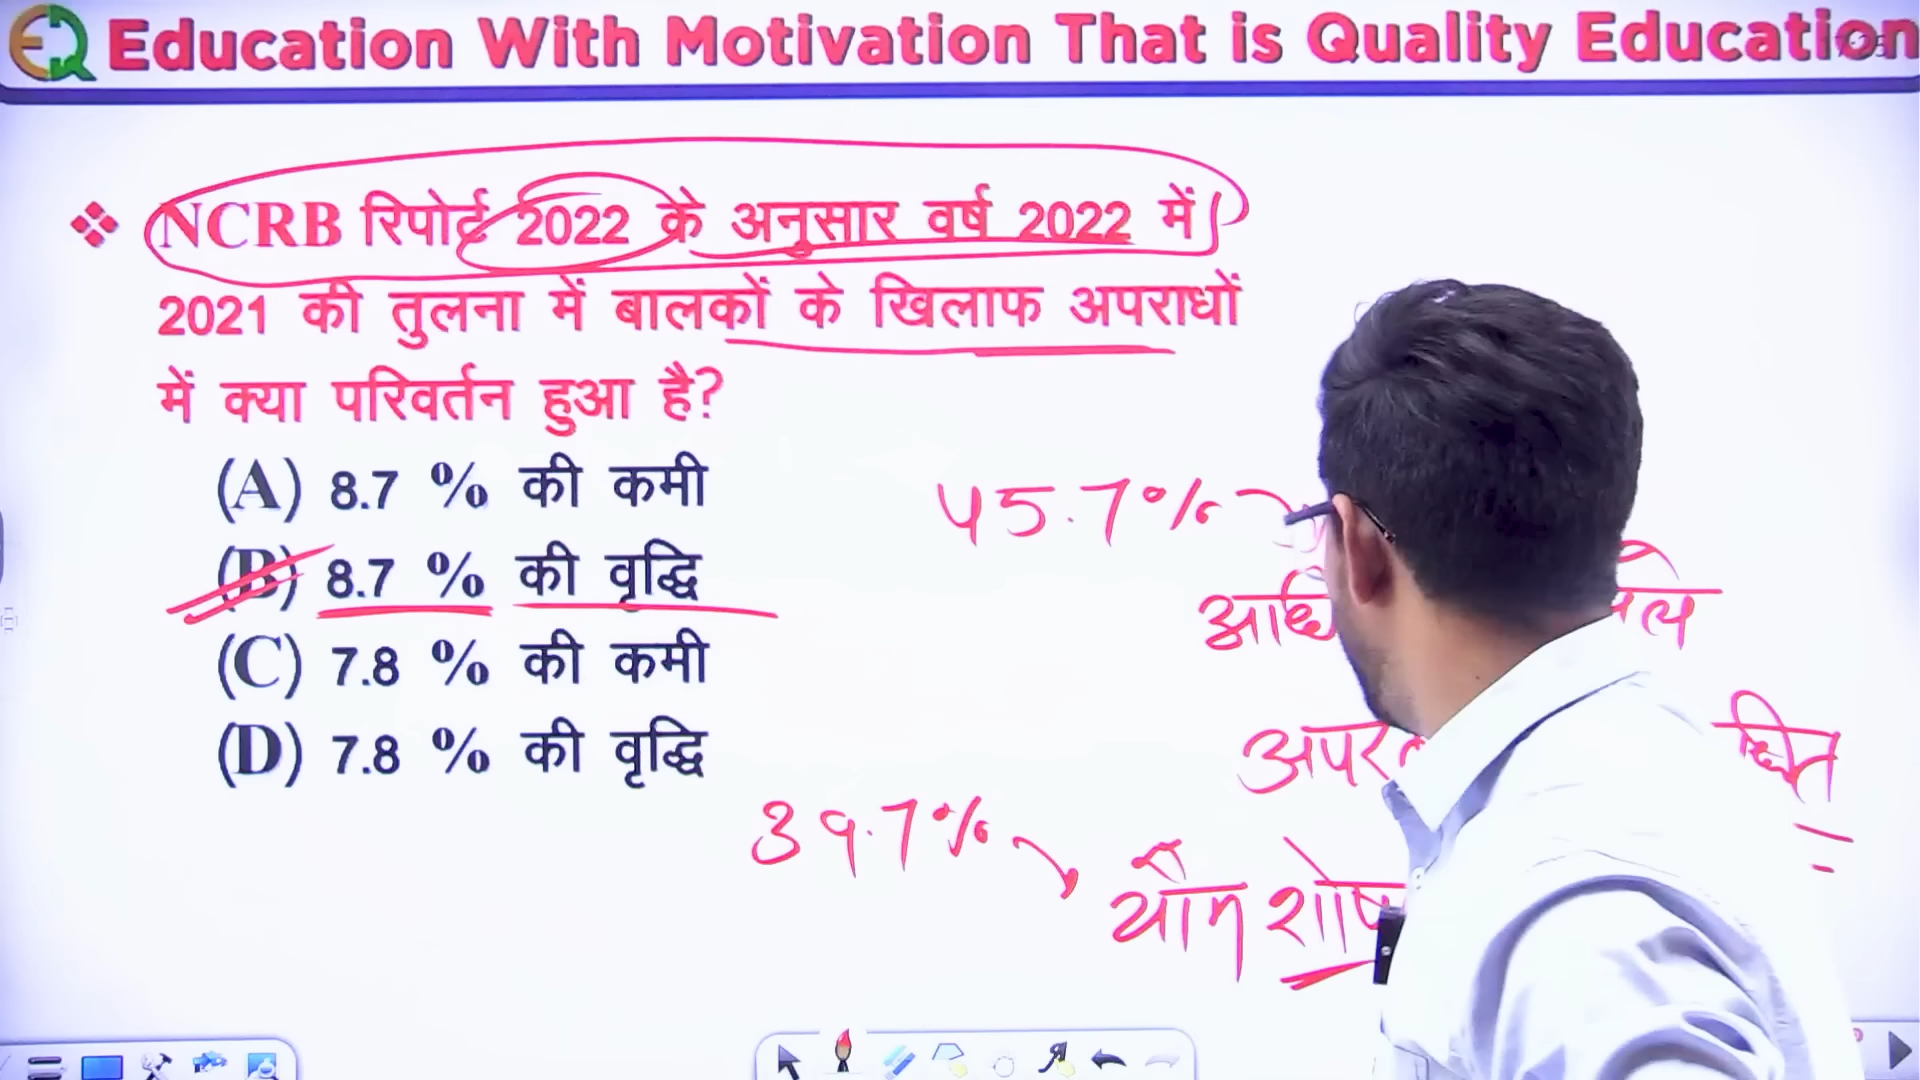 Education With Motivation That is Quality Education
NCRB रिपोर्ट 2022 के अनुसार वर्ष 2022 में
2021 की तुलना में बालकों के खिलाफ अपराधों
में क्या परिवर्तन हुआ है?
(A) 8.7 % की कमी
(B) 8.7 % की वृद्धि
(C) 7.8 % की कमी
(D) 7.8 % की वृद्धि
45.7%
39.7%
यौन